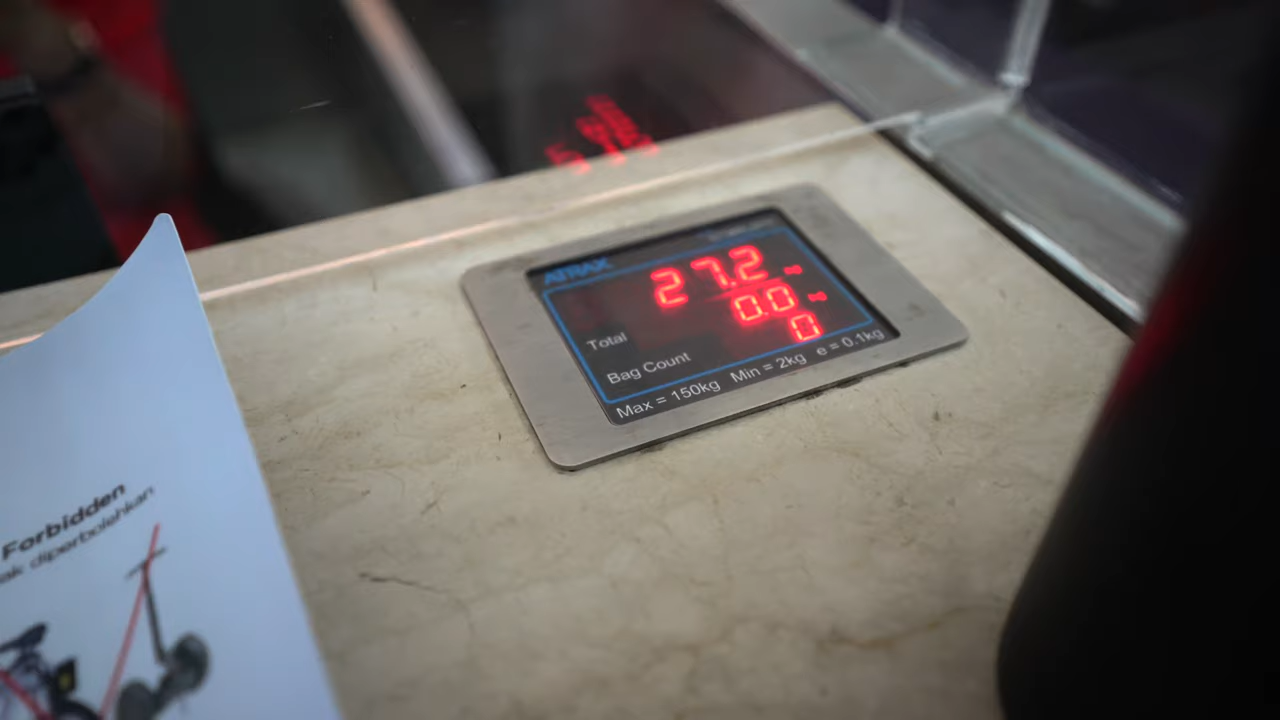 ATRAX
27.2
0.0
Total
0
Bag Count
Max = 150kg Min = 2kg e = 0.1kg
Forbidden
diperbolehkan